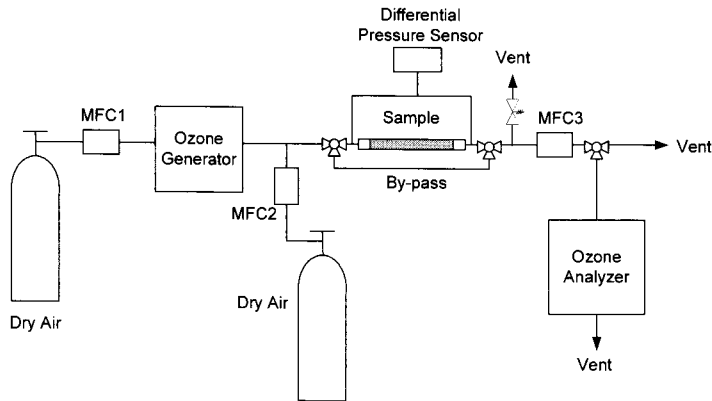 Differential
Pressure Sensor
Vent
MFC1
Sample
MFC3
Ozone
Generator
Vent
By-pass
MFC2
Ozone
Analyzer
Dry Air
Dry Air
Vent